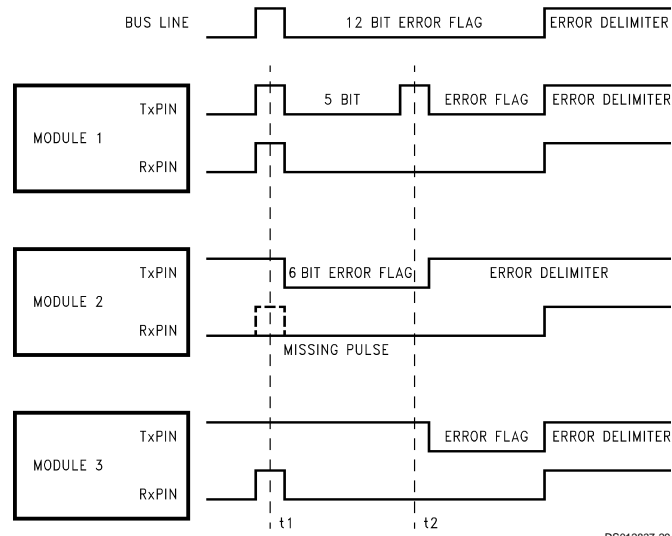 BUS LINE 12 BIT ERROR FLAG ERROR DELIMITER
TxPIN 5 BIT ERROR FLAG ERROR DELIMITER
MODULE 1
RxPIN
TxPIN 6 BIT ERROR FLAG ERROR DELIMITER
MODULE 2
RxPIN
MISSING PULSE
TxPIN ERROR FLAG ERROR DELIMITER
MODULE 3
RxPIN
t1 t2